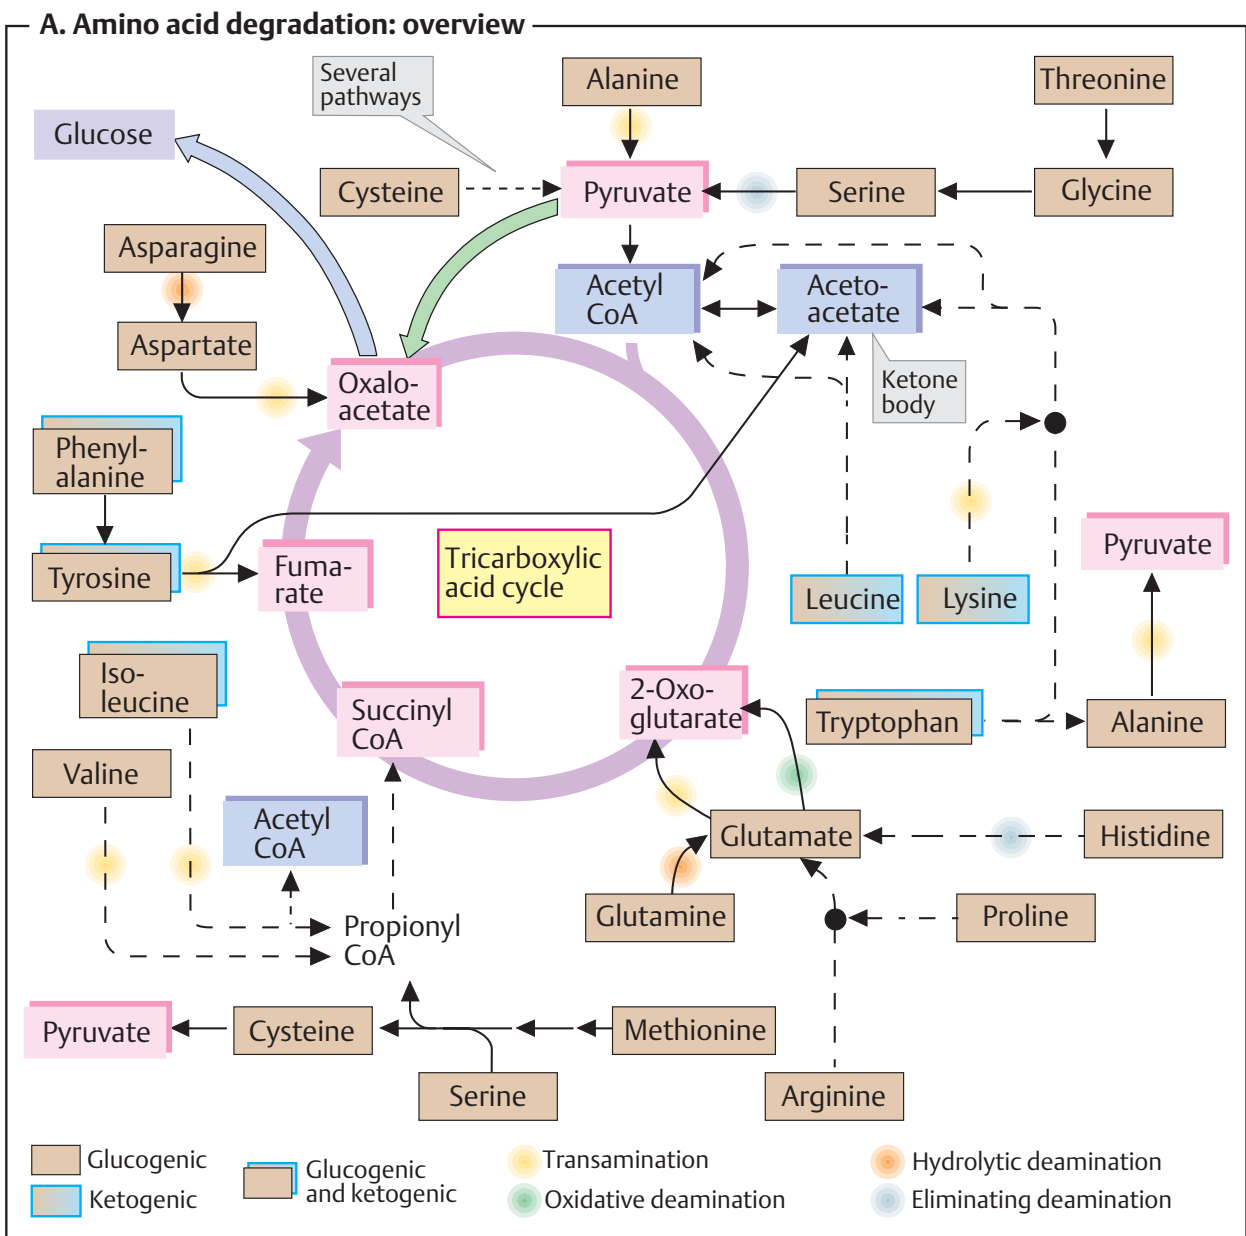 A. Amino acid degradation: overview
Several
pathways
Alanine
Threonine
Glucose
Cysteine
Pyruvate
Serine
Glycine
Asparagine
Acetyl
CoA
Aceto-
acetate
Aspartate
Oxalo-
acetate
Ketone
body
Phenyl-
alanine
Tyrosine
Fuma-
rate
Tricarboxylic
acid cycle
Leucine
Lysine
Pyruvate
Iso-
leucine
Succinyl
CoA
2-Oxo-
glutarate
Tryptophan
Alanine
Valine
Acetyl
CoA
Glutamate
Histidine
Propionyl
CoA
Glutamine
Proline
Pyruvate
Cysteine
Methionine
Serine
Arginine
Glucogenic
Ketogenic
Glucogenic
and ketogenic
Transamination
Oxidative deamination
Hydrolytic deamination
Eliminating deamination